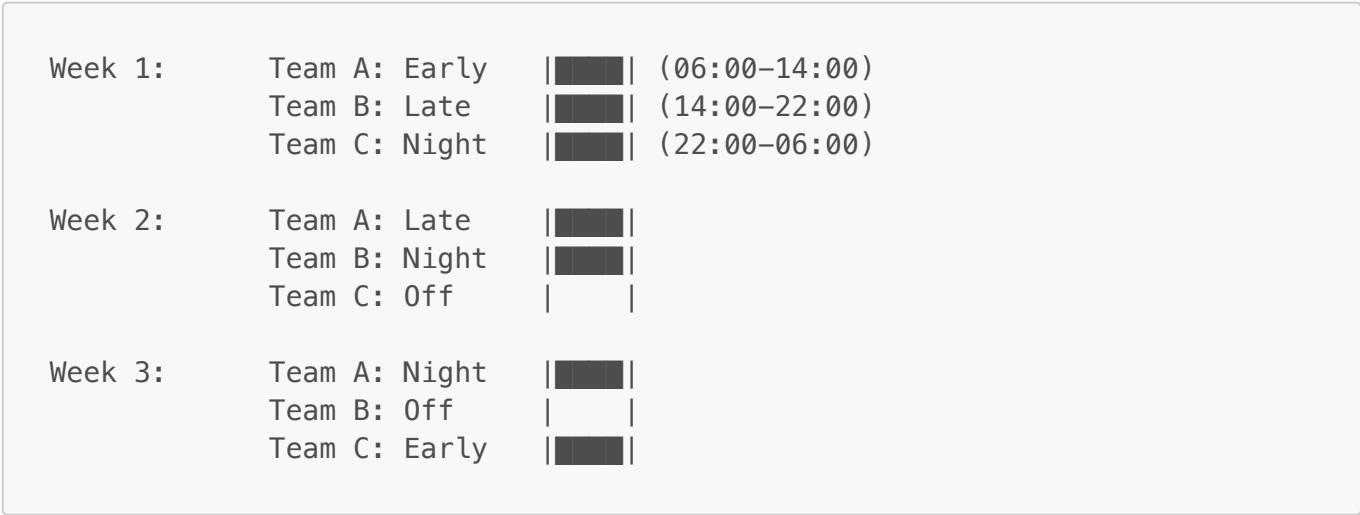 Week 1: Team A: Early |████| (06:00–14:00)
Team B: Late |████| (14:00–22:00)
Team C: Night |████| (22:00–06:00)
Week 2: Team A: Late |████|
Team B: Night |████|
Team C: Off |    |
Week 3: Team A: Night |████|
Team B: Off |    |
Team C: Early |████|